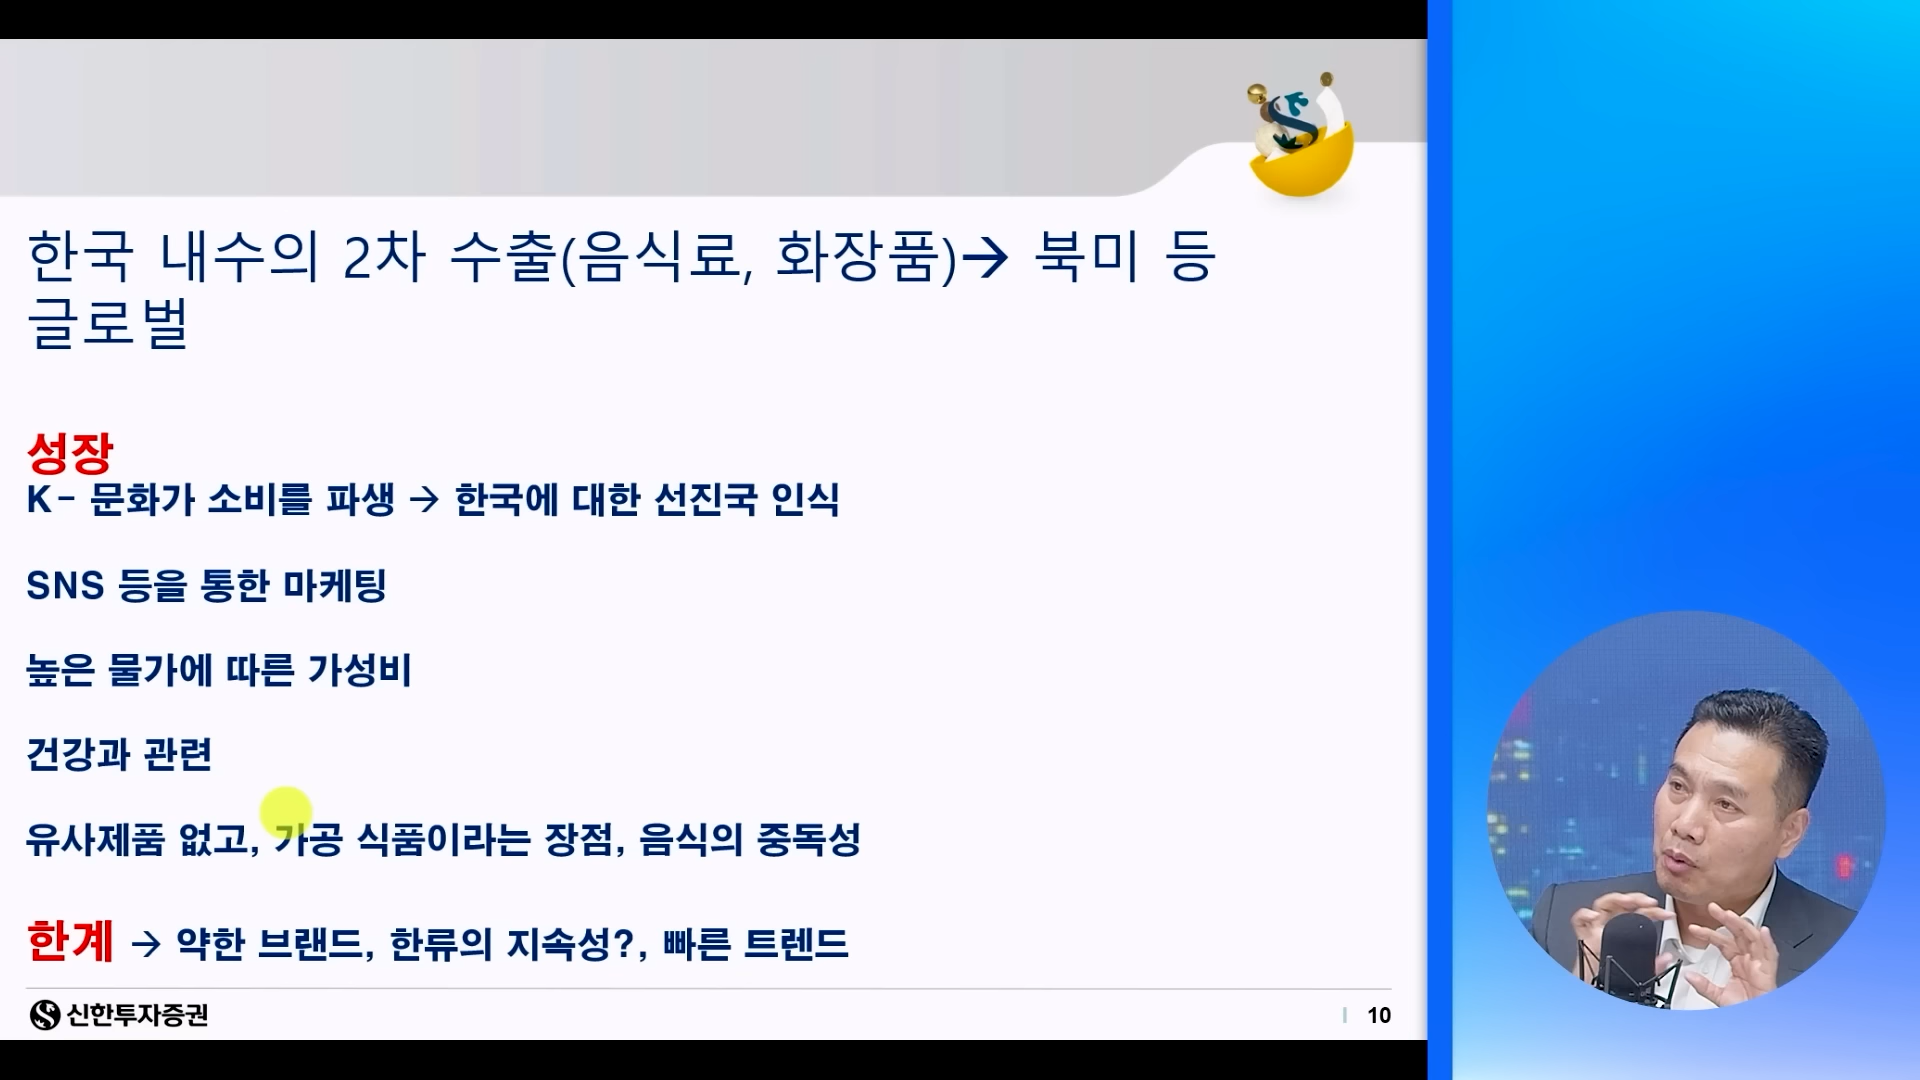 한국 내수의 2차 수출(음식료, 화장품)→ 북미 등
글로벌
성장
K- 문화가 소비를 파생 → 한국에 대한 선진국 인식
SNS 등을 통한 마케팅
높은 물가에 따른 가성비
건강과 관련
유사제품 없고, 가공 식품이라는 장점, 음식의 중독성
한계 → 약한 브랜드, 한류의 지속성?, 빠른 트렌드
신한투자증권
10